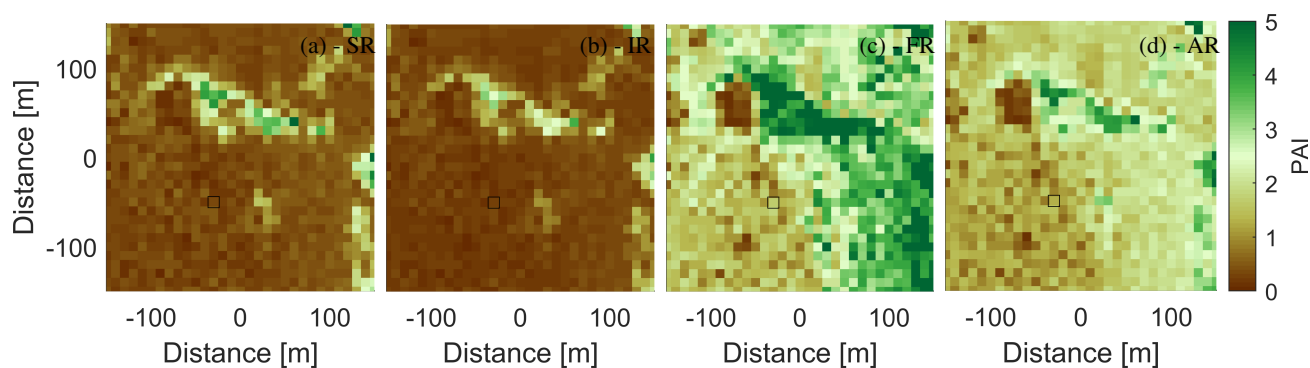 (a) - SR
(b) - IR
(c) - FR
(d) - AR
Distance [m]
100
0
-100
-100 0 100
-100 0 100
-100 0 100
-100 0 100
Distance [m]
Distance [m]
Distance [m]
Distance [m]
5
4
3
2
1
0
PAI